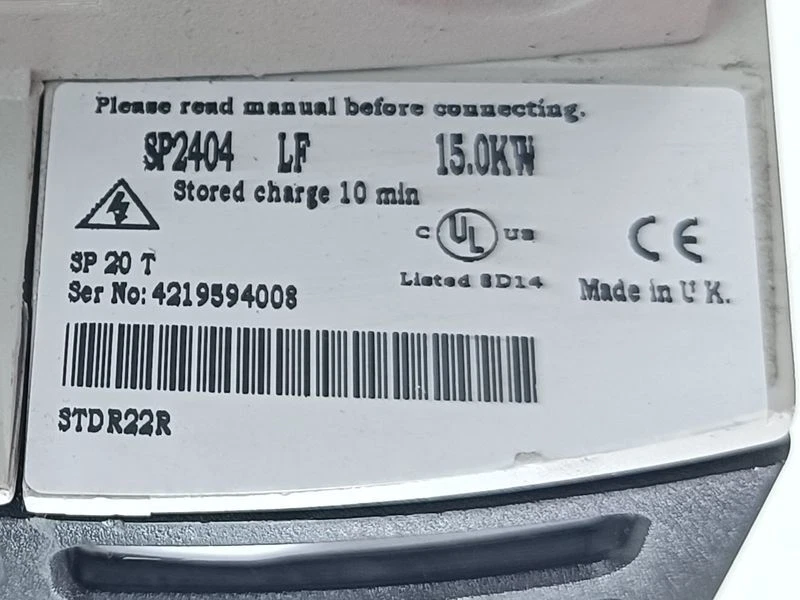 Please read manual before connecting.
SP2404 LF 15.0KW
Stored charge 10 min
C UL US
CE
SP 20 T
Listed 8D14
Ser No: 4219594008
Made in U.K.
STDR22R